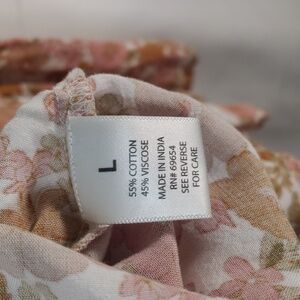 L
55% COTTON
45% VISCOSE
MADE IN INDIA
RN# 69654
SEE REVERSE
FOR CARE